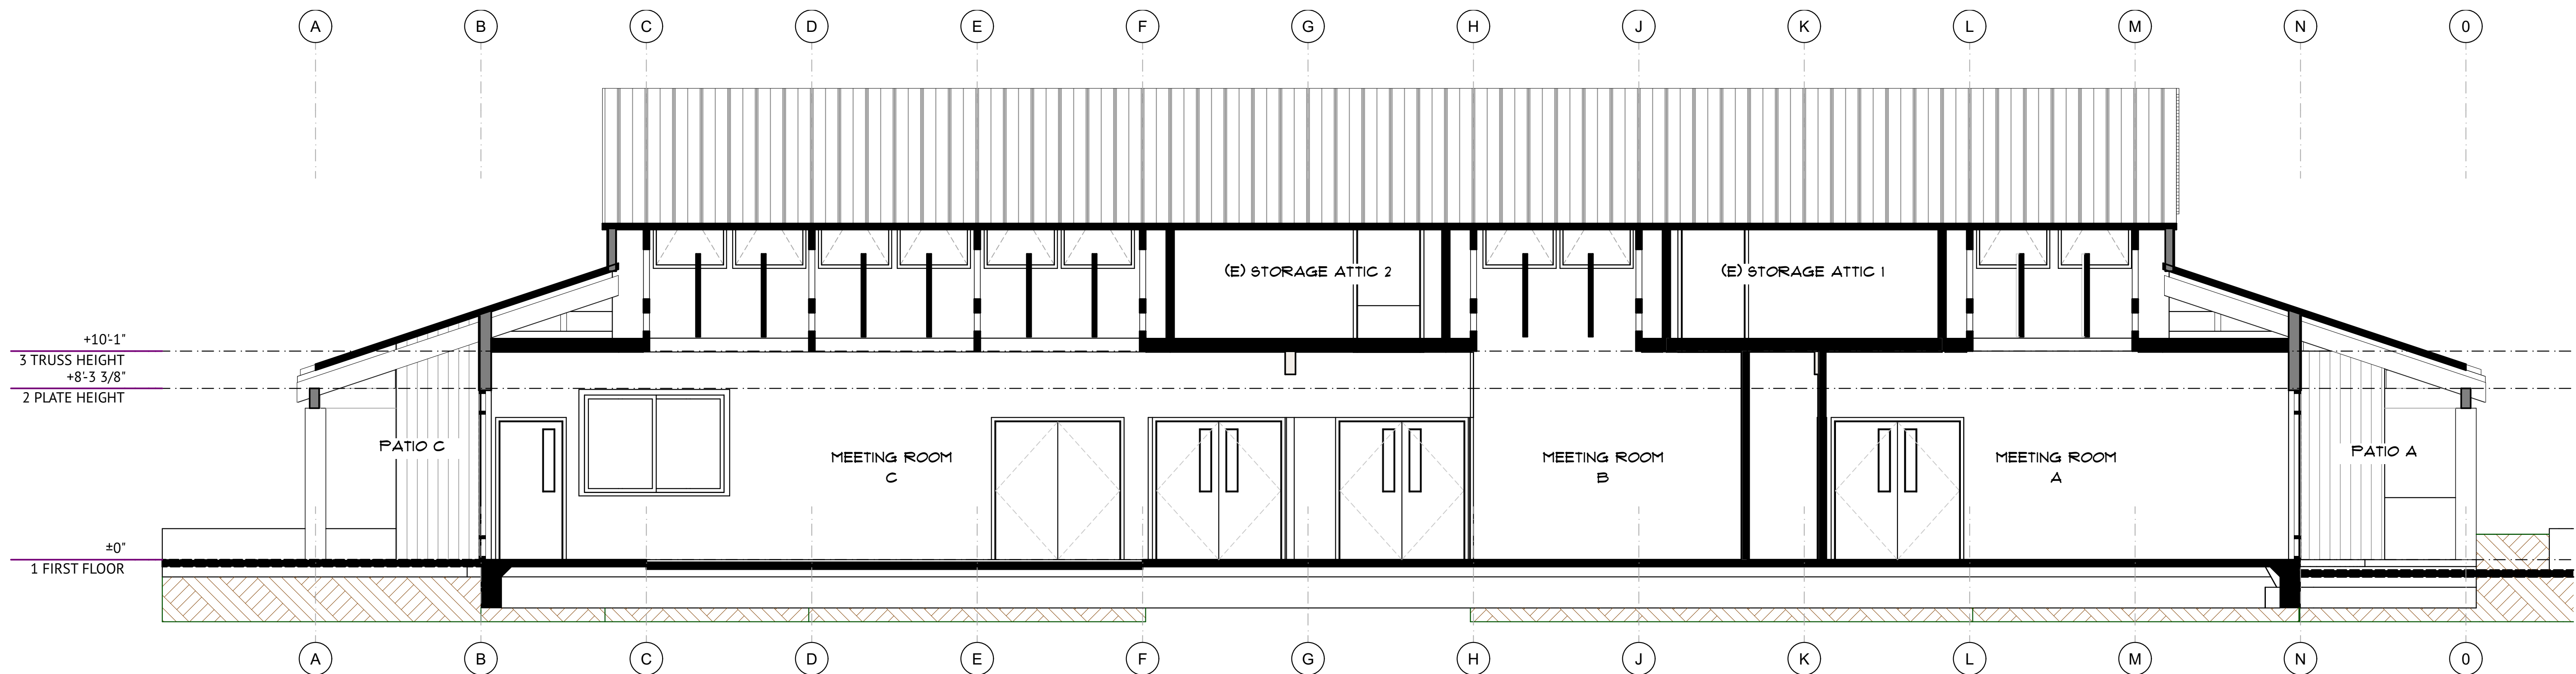 A B C D E F G H J K L M N 0
(E) STORAGE ATTIC 2
(E) STORAGE ATTIC 1
+10'-1"
3 TRUSS HEIGHT
+8'-3 3/8"
2 PLATE HEIGHT
PATIO C
MEETING ROOM
C
MEETING ROOM
B
MEETING ROOM
A
PATIO A
±0"
1 FIRST FLOOR
A B C D E F G H J K L M N 0